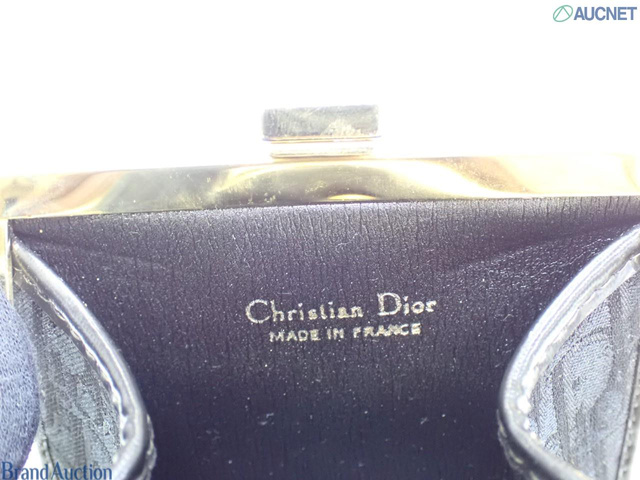 AUCNET
Christian Dior
MADE IN FRANCE
BrandAuction